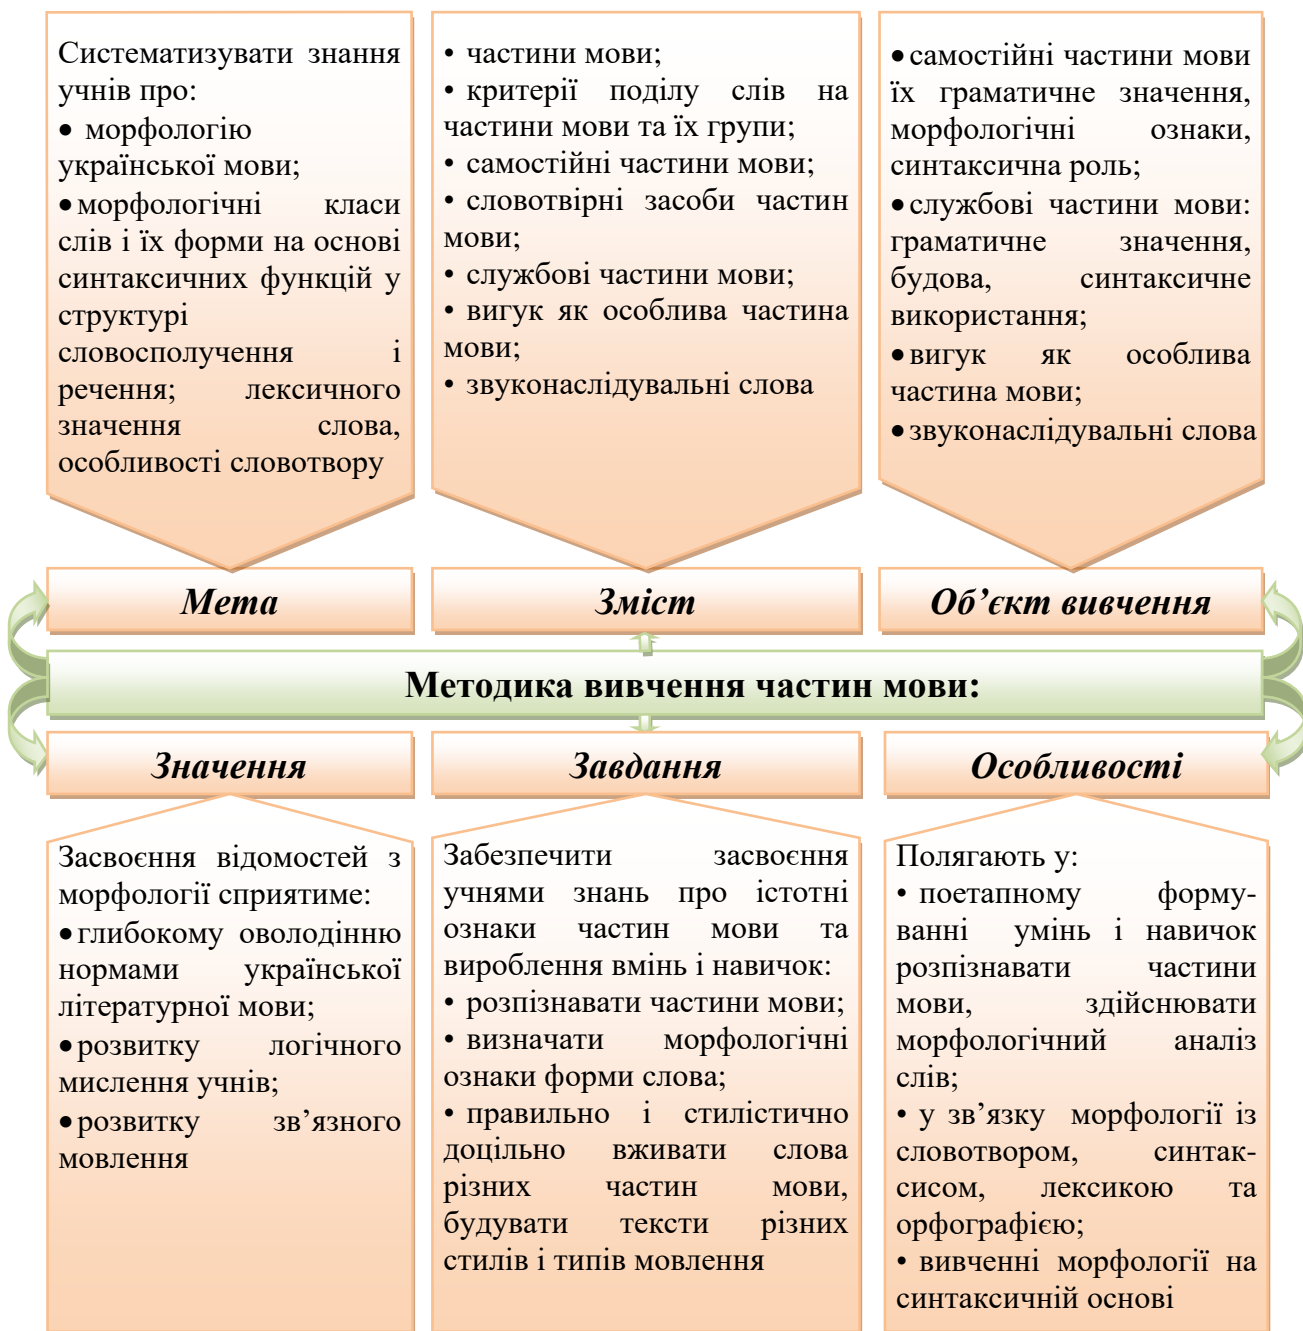 Систематизувати знання
учнів про:
• морфологію
української мови;
• морфологічні класи
слів і їх форми на основі
синтаксичних функцій у
структурі
словосполучення і
речення; лексичного
значення слова,
особливості словотвору
• частини мови;
• критерії поділу слів на
частини мови та їх групи;
• самостійні частини мови;
• словотвірні засоби частин
мови;
• службові частини мови;
• вигук як особлива частина
мови;
• звуконаслідувальні слова
• самостійні частини мови
їх граматичне значення,
морфологічні ознаки,
синтаксична роль;
• службові частини мови:
граматичне значення,
будова, синтаксичне
використання;
• вигук як особлива
частина мови;
• звуконаслідувальні слова
Мета
Зміст
Об’єкт вивчення
Методика вивчення частин мови:
Значення
Завдання
Особливості
Засвоєння відомостей з
морфології сприятиме:
• глибокому оволодінню
нормами української
літературної мови;
• розвитку логічного
мислення учнів;
• розвитку зв’язного
мовлення
Забезпечити засвоєння
учнями знань про істотні
ознаки частин мови та
вироблення вмінь і навичок:
• розпізнавати частини мови;
• визначати морфологічні
ознаки форми слова;
• правильно і стилістично
доцільно вживати слова
різних частин мови,
будувати тексти різних
стилів і типів мовлення
Полягають у:
• поетапному форму-
ванні умінь і навичок
розпізнавати частини
мови, здійснювати
морфологічний аналіз
слів;
• у зв’язку морфології із
словотвором, синтак-
сисом, лексикою та
орфографією;
• вивченні морфології на
синтаксичній основі